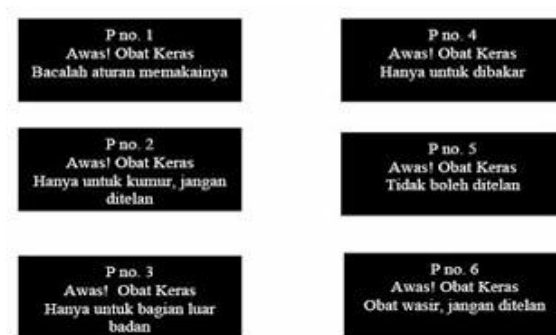 P no. 1
Awas! Obat Keras
Bacalah aturan memakainya
P no. 2
Awas! Obat Keras
Hanya untuk kumur, jangan
ditelan
P no. 3
Awas! Obat Keras
Hanya untuk bagian luar
badan
P no. 4
Awas! Obat Keras
Hanya untuk dibakar
P no. 5
Awas! Obat Keras
Tidak boleh ditelan
P no. 6
Awas! Obat Keras
Obat wasir, jangan ditelan